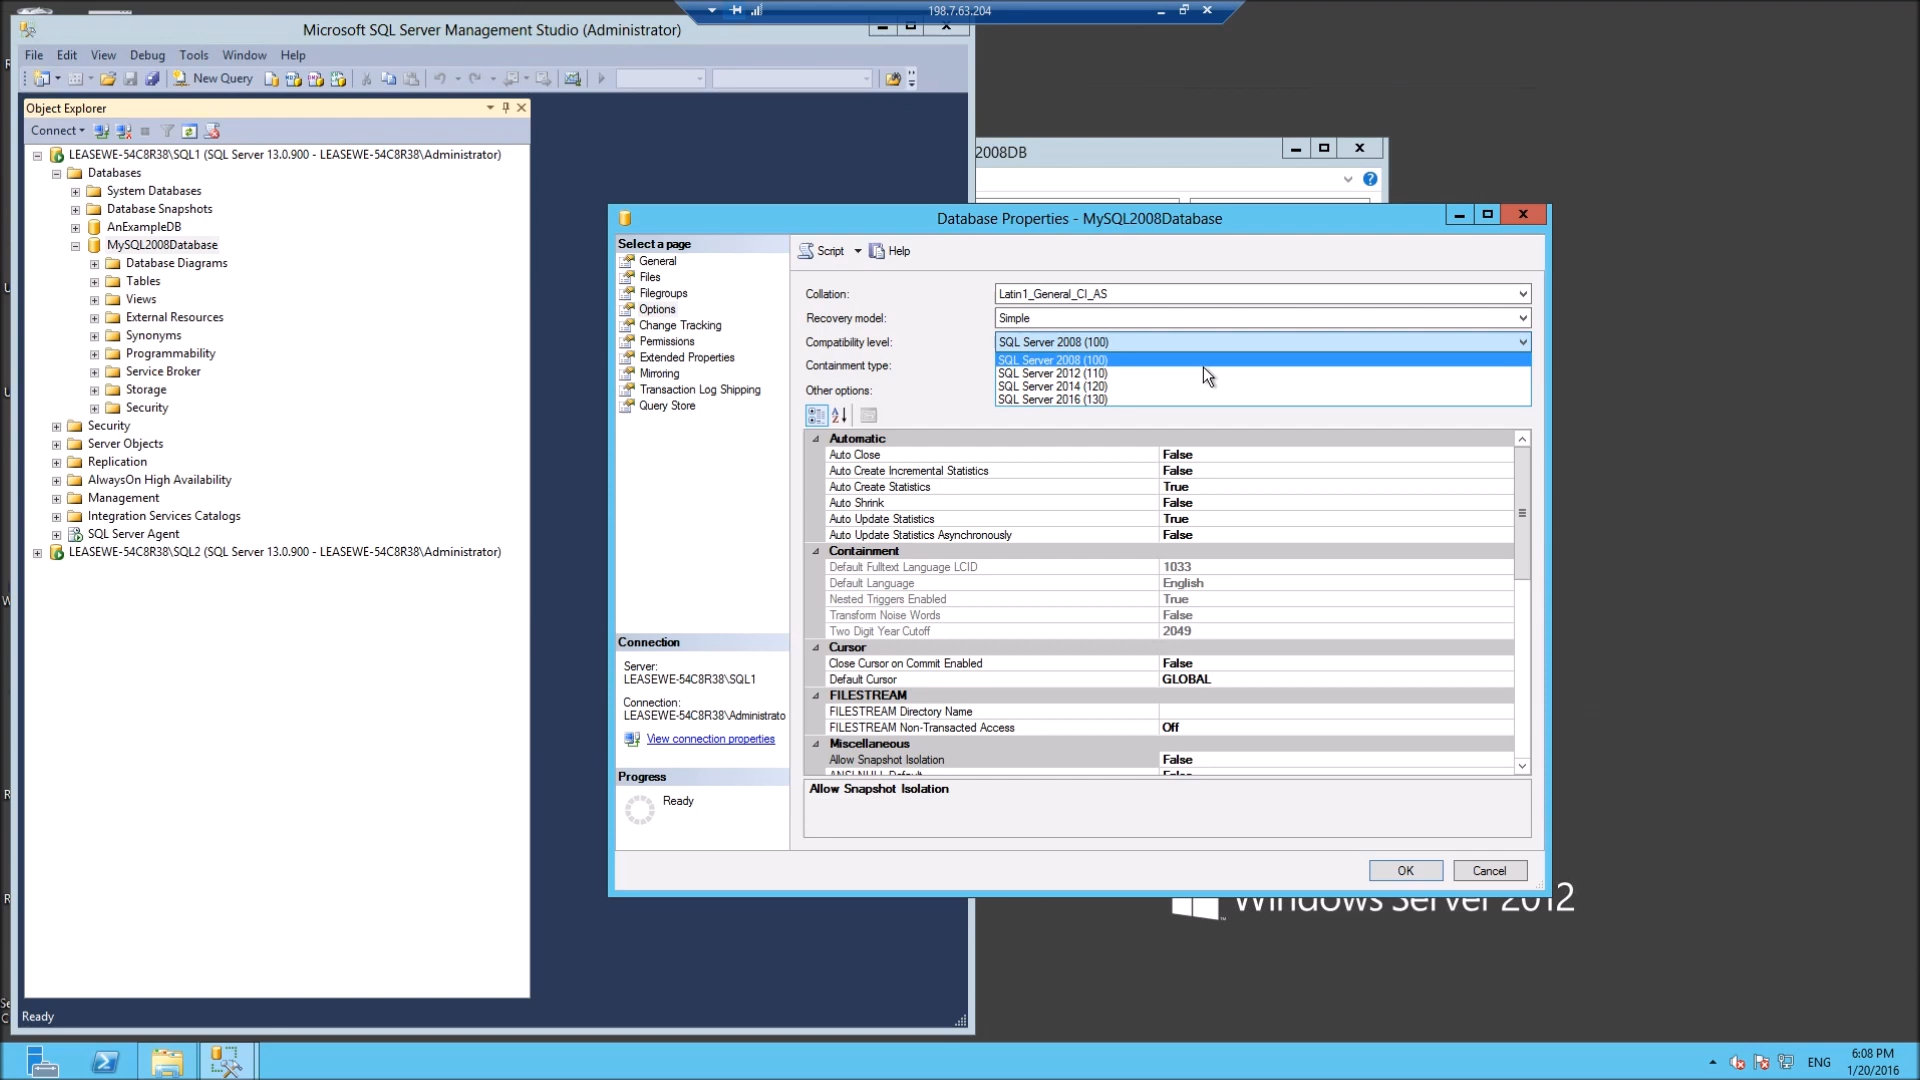 198.7.63.204
Microsoft SQL Server Management Studio (Administrator)
File Edit View Debug Tools Window Help
New Query
Object Explorer
Connect
LEASEWE-54C8R38\SQL1 (SQL Server 13.0.900 - LEASEWE-54C8R38\Administrator)
Databases
System Databases
Database Snapshots
AnExampleDB
MySQL2008Database
Database Diagrams
Tables
Views
External Resources
Synonyms
Programmability
Service Broker
Storage
Security
Security
Server Objects
Replication
AlwaysOn High Availability
Management
Integration Services Catalogs
SQL Server Agent
LEASEWE-54C8R38\SQL2 (SQL Server 13.0.900 - LEASEWE-54C8R38\Administrator)
Ready
2008DB
Database Properties - MySQL2008Database
Select a page
General
Files
Filegroups
Options
Change Tracking
Permissions
Extended Properties
Mirroring
Transaction Log Shipping
Query Store
Connection
Server:
LEASEWE-54C8R38\SQL1
Connection:
LEASEWE-54C8R38\Administrato
View connection properties
Progress
Ready
Script Help
Collation: Latin1_General_CI_AS
Recovery model: Simple
Compatibility level: SQL Server 2008 (100)
SQL Server 2008 (100)
Containment type:
SQL Server 2012 (110)
SQL Server 2014 (120)
Other options:
SQL Server 2016 (130)
Automatic
Auto Close False
Auto Create Incremental Statistics False
Auto Create Statistics True
Auto Shrink False
Auto Update Statistics True
Auto Update Statistics Asynchronously False
Containment
Default Fulltext Language LCID 1033
Default Language English
Nested Triggers Enabled True
Transform Noise Words False
Two Digit Year Cutoff 2049
Cursor
Close Cursor on Commit Enabled False
Default Cursor GLOBAL
FILESTREAM
FILESTREAM Directory Name
FILESTREAM Non-Transacted Access Off
Miscellaneous
Allow Snapshot Isolation False
ANSI NULL Default False
Allow Snapshot Isolation
OK Cancel
Windows Server 2012
ENG
6:08 PM
1/20/2016